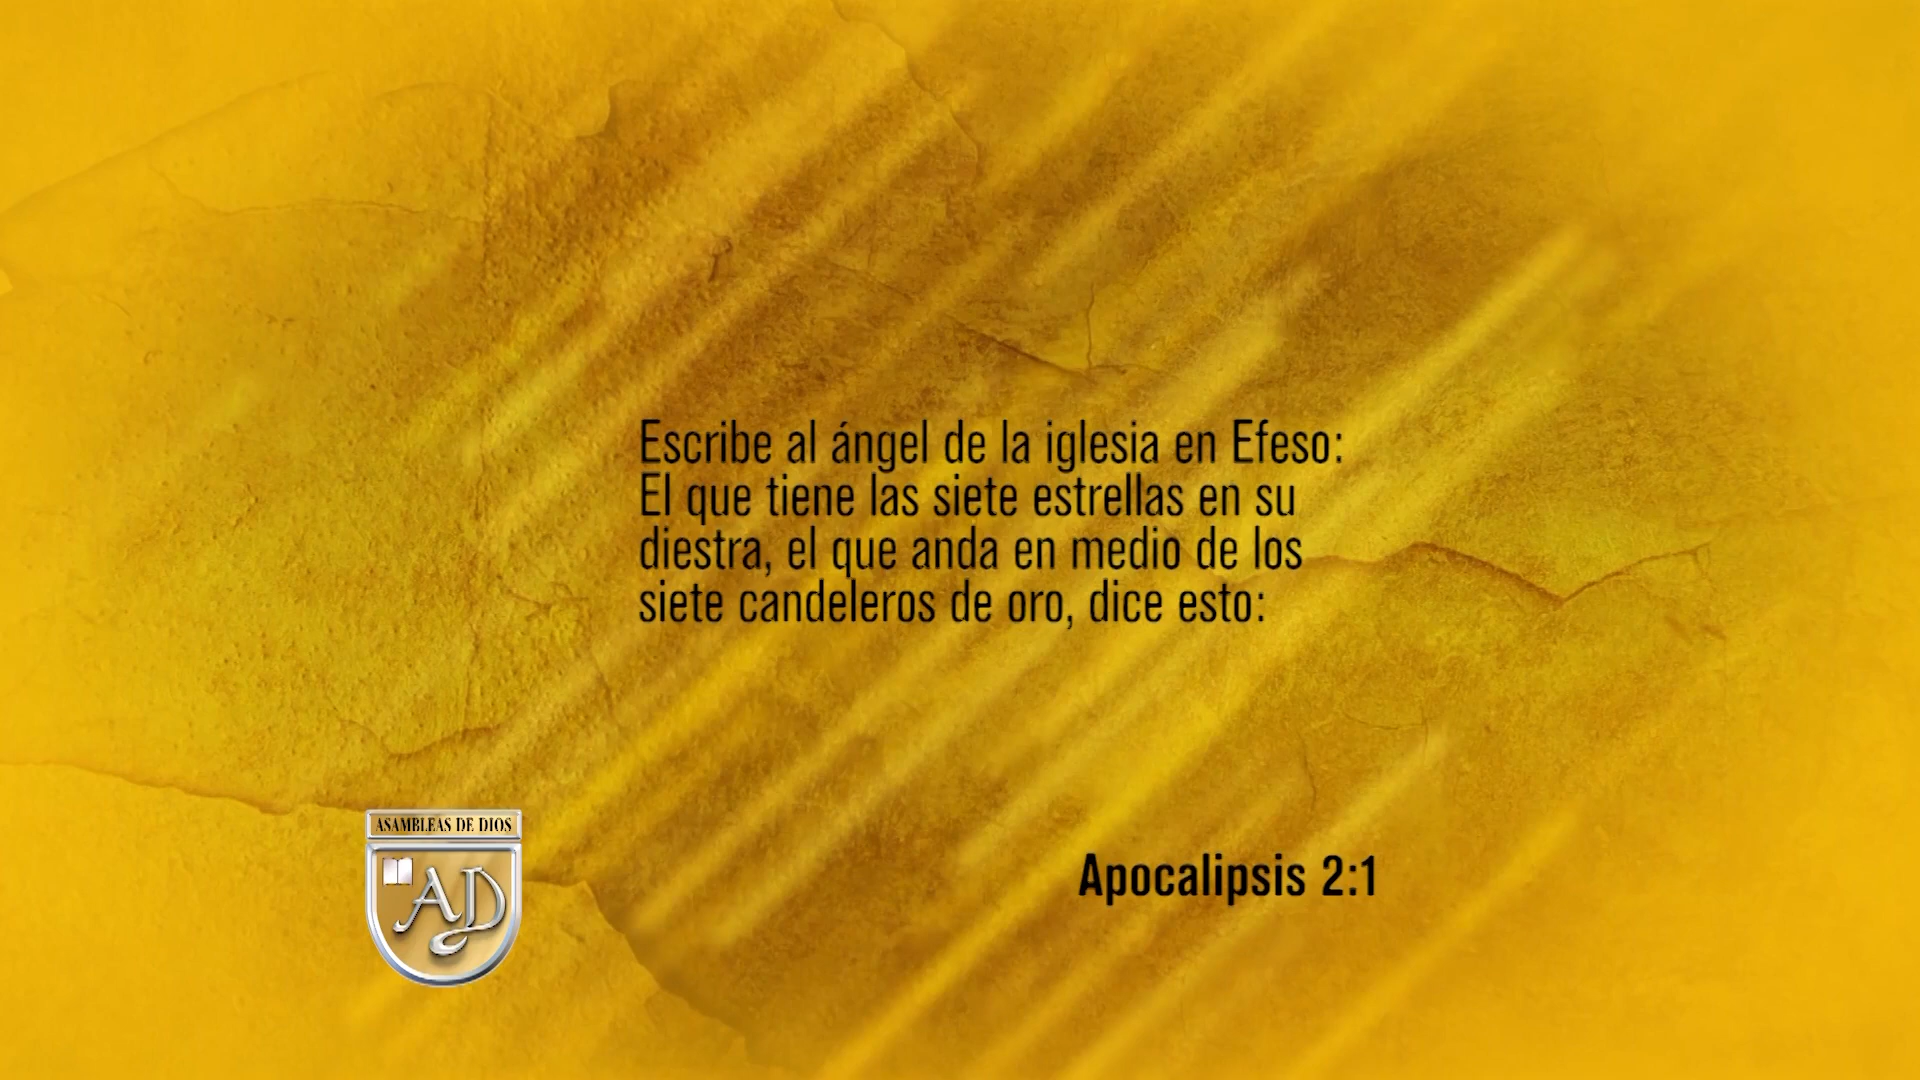 Escribe al ángel de la iglesia en Efeso:
El que tiene las siete estrellas en su
diestra, el que anda en medio de los
siete candeleros de oro, dice esto:
ASAMBLEAS DE DIOS
AD
Apocalipsis 2:1